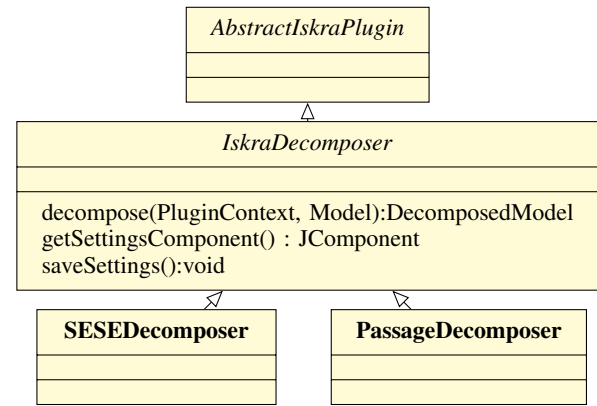 AbstractIskraPlugin
IskraDecomposer
decompose(PluginContext, Model):DecomposedModel
getSettingsComponent() : JComponent
saveSettings():void
SESEDecomposer
PassageDecomposer